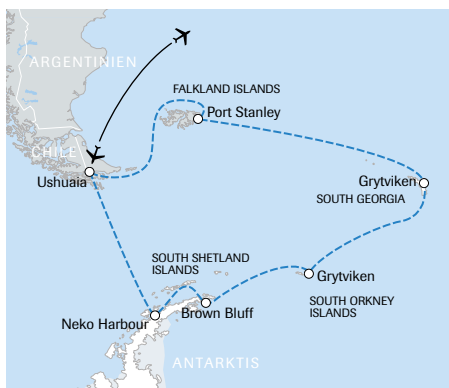 ARGENTINIEN
FALKLAND ISLANDS
Port Stanley
CHILE
Ushuaia
Grytviken
SOUTH GEORGIA
SOUTH SHETLAND
ISLANDS
Grytviken
SOUTH ORKNEY
ISLANDS
Brown Bluff
Neko Harbour
ANTARKTIS